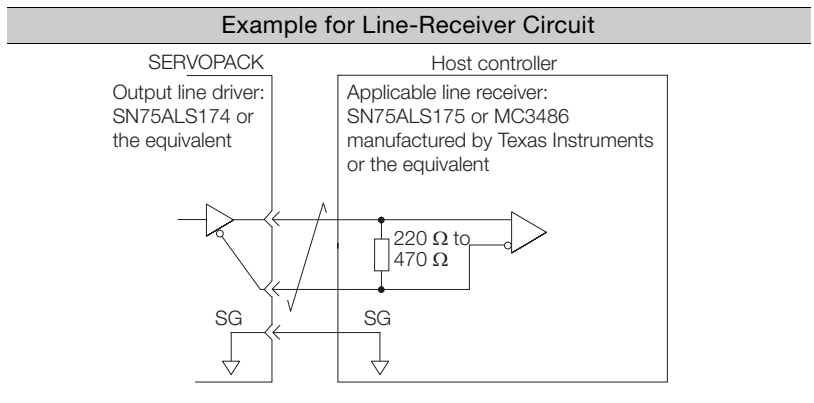 Example for Line-Receiver Circuit
SERVOPACK
Host controller
Output line driver:
SN75ALS174 or
the equivalent
Applicable line receiver:
SN75ALS175 or MC3486
manufactured by Texas Instruments
or the equivalent
220 Ω to
470 Ω
SG
SG